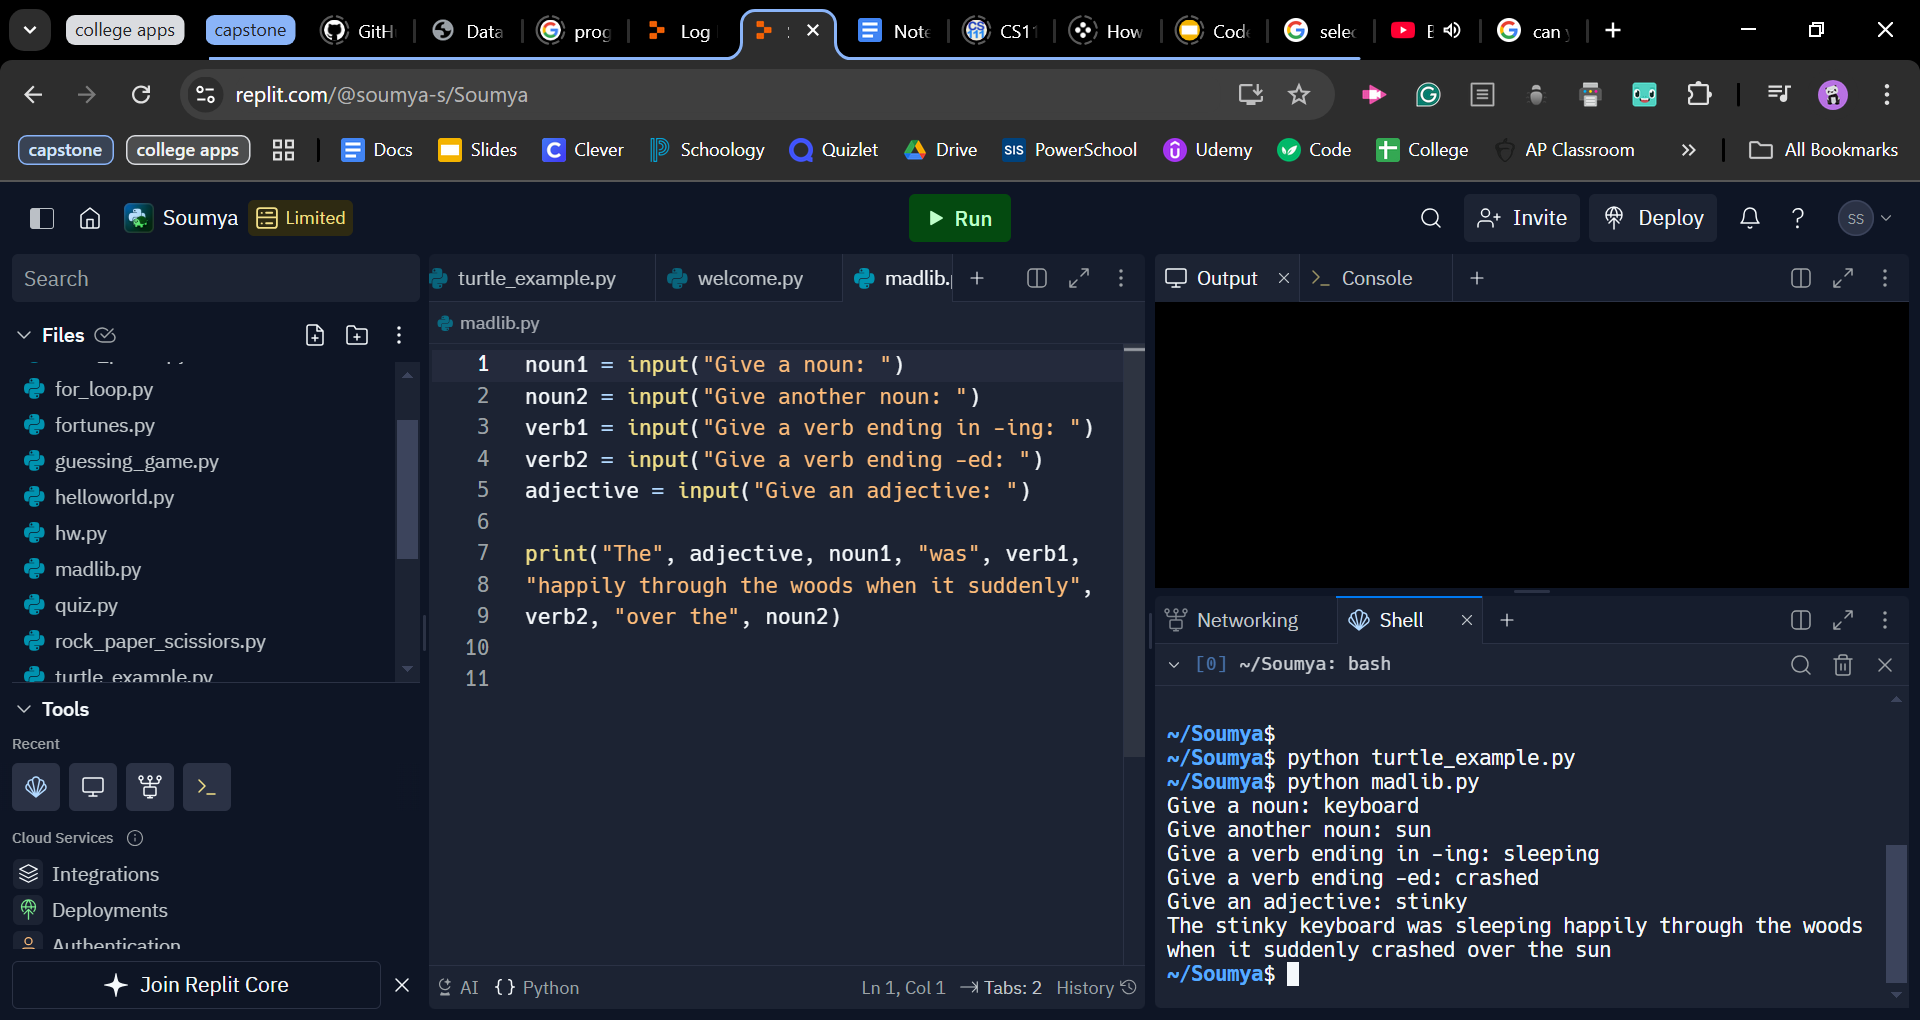 college apps
capstone
GitH
Data
prog
Log
:
Note
CS11
How
Code
selec
E
can
replit.com/@soumya-s/Soumya
capstone
college apps
Docs
Slides
Clever
Schoology
Quizlet
Drive
SIS PowerSchool
Udemy
Code
College
AP Classroom
»
All Bookmarks
Soumya
Limited
Run
Invite
Deploy
?
SS
Search
Files
for_loop.py
fortunes.py
guessing_game.py
helloworld.py
hw.py
madlib.py
quiz.py
rock_paper_scissiors.py
turtle_example.py
Tools
Recent
Cloud Services
Integrations
Deployments
Authentication
Join Replit Core
turtle_example.py
welcome.py
madlib.
madlib.py
1 noun1 = input("Give a noun: ")
2 noun2 = input("Give another noun: ")
3 verb1 = input("Give a verb ending in -ing: ")
4 verb2 = input("Give a verb ending -ed: ")
5 adjective = input("Give an adjective: ")
6
7 print("The", adjective, noun1, "was", verb1,
8 "happily through the woods when it suddenly",
9 verb2, "over the", noun2)
10
11
AI {} Python
Ln 1, Col 1 Tabs: 2 History
Output
Console
Networking
Shell
[0] ~/Soumya: bash
~/Soumya$
~/Soumya$ python turtle_example.py
~/Soumya$ python madlib.py
Give a noun: keyboard
Give another noun: sun
Give a verb ending in -ing: sleeping
Give a verb ending -ed: crashed
Give an adjective: stinky
The stinky keyboard was sleeping happily through the woods
when it suddenly crashed over the sun
~/Soumya$